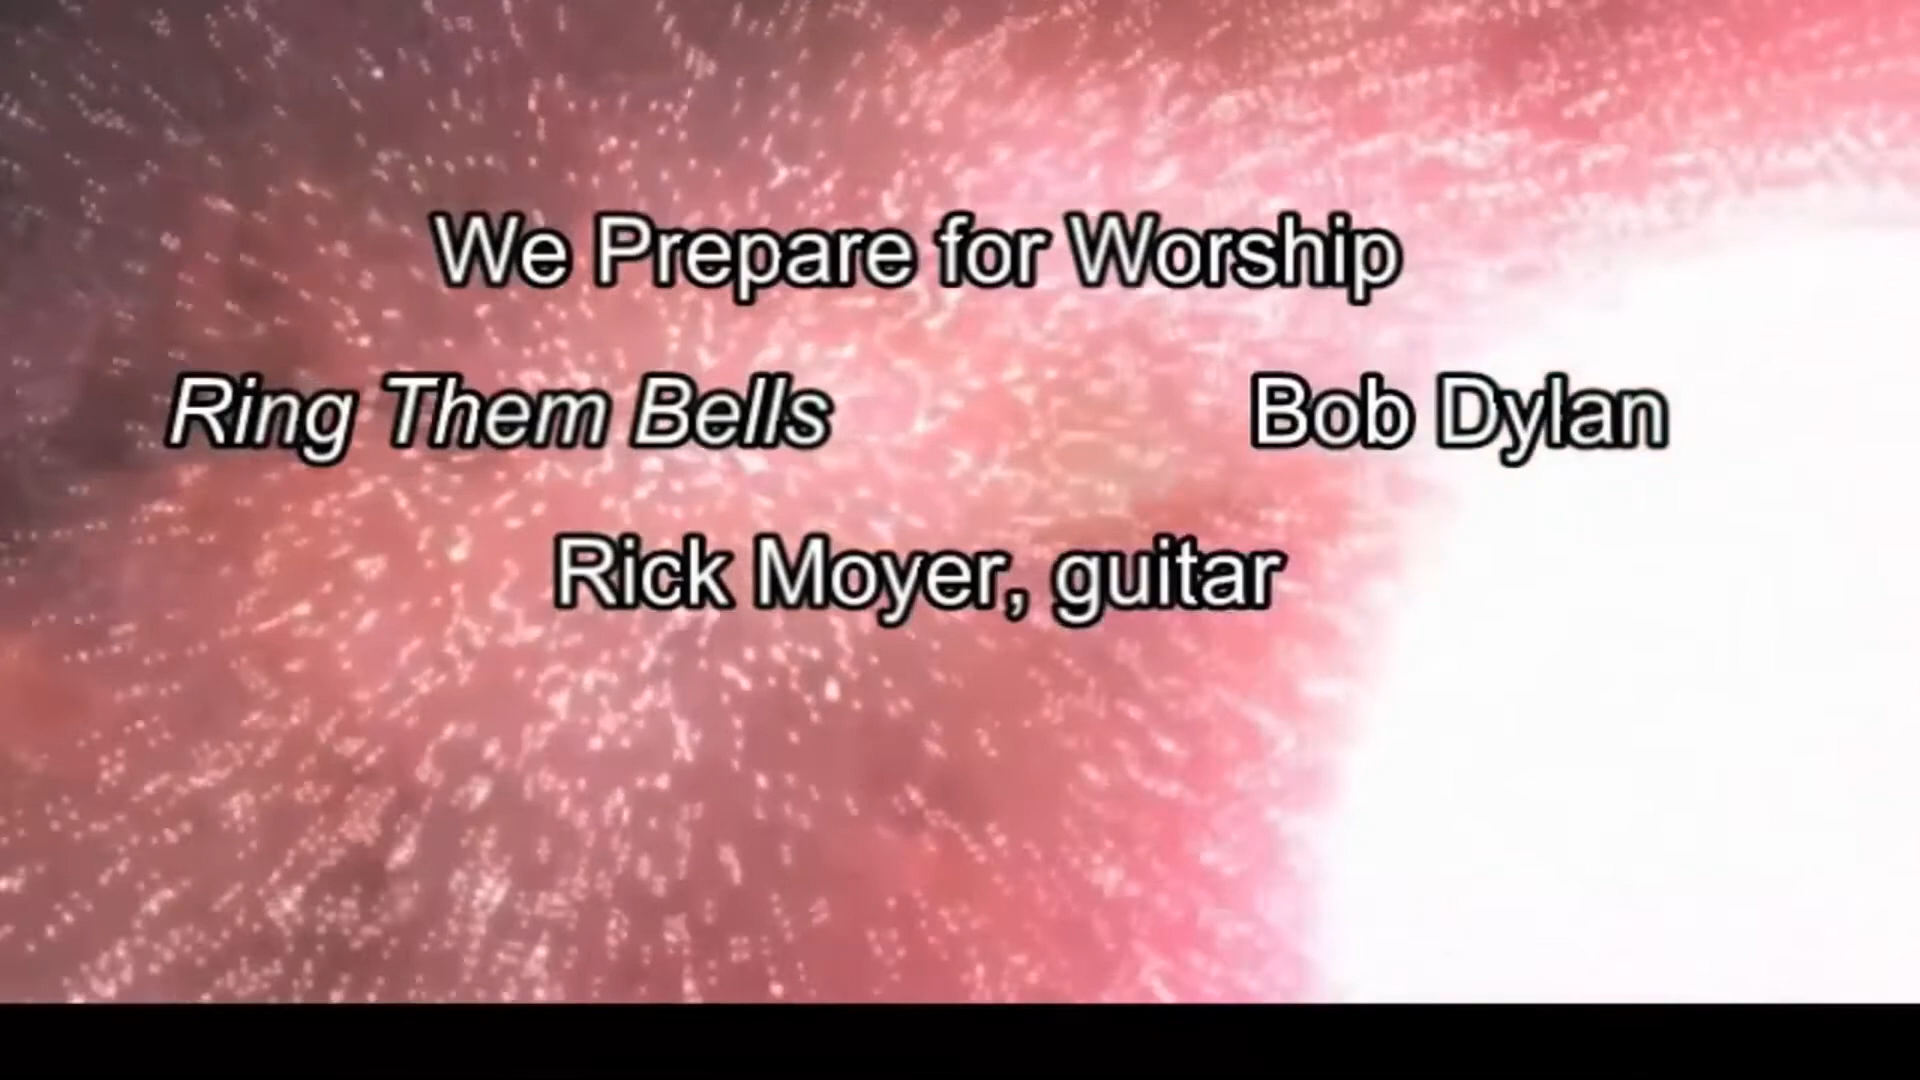 We Prepare for Worship
Ring Them Bells Bob Dylan
Rick Moyer, guitar